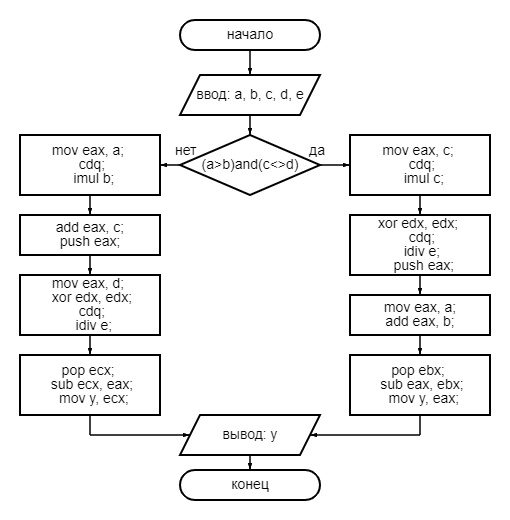 начало
ввод: a, b, c, d, e
нет
(a>b)and(c<>d)
да
mov eax, a;
cdq;
imul b;
add eax, c;
push eax;
mov eax, d;
xor edx, edx;
cdq;
idiv e;
pop ecx;
sub ecx, eax;
mov y, ecx;
mov eax, c;
cdq;
imul c;
xor edx, edx;
cdq;
idiv e;
push eax;
mov eax, a;
add eax, b;
pop ebx;
sub eax, ebx;
mov y, eax;
вывод: y
конец